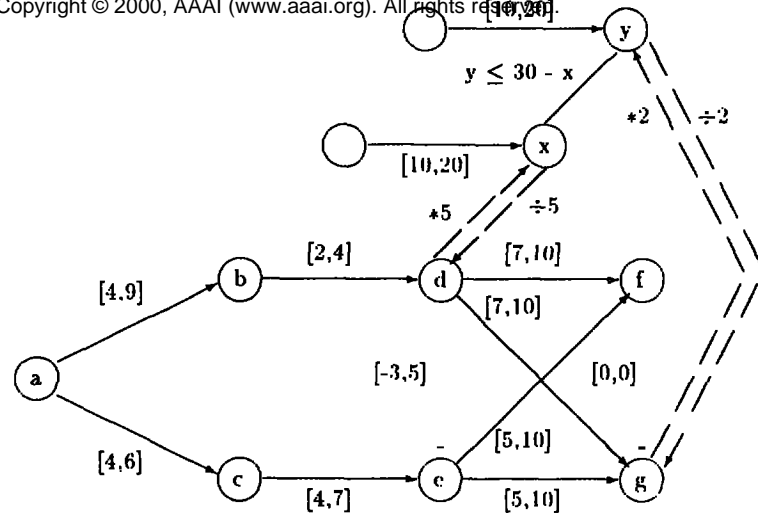 Copyright © 2000, AAAI (www.aaai.org). All rights reserved.
[10,20]
y
y ≤ 30 - x
*2
÷2
x
[10,20]
*5
÷5
[2,4]
[7,10]
b
d
f
[4.9]
[7,10]
a
[-3,5]
[0,0]
[4,6]
-
[5,10]
-
c
e
g
[4,7]
[5,10]